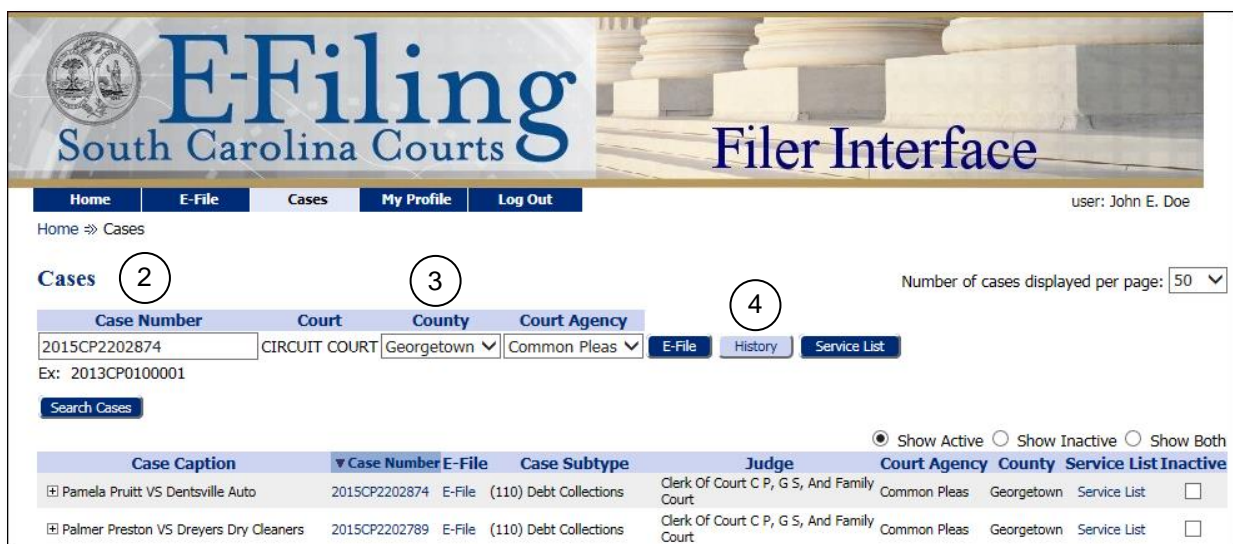 E-Filing
South Carolina Courts
Filer Interface
Home E-File Cases My Profile Log Out
user: John E. Doe
Home ⇒ Cases
Cases 2 3 4 Number of cases displayed per page: 50
Case Number Court County Court Agency
2015CP2202874 CIRCUIT COURT Georgetown Common Pleas E-File History Service List
Ex: 2013CP0100001
Search Cases
Show Active Show Inactive Show Both
Case Caption ▼ Case Number E-File Case Subtype Judge Court Agency County Service List Inactive
Pamela Pruitt VS Dentsville Auto 2015CP2202874 E-File (110) Debt Collections Clerk Of Court C P, G S, And Family Court Common Pleas Georgetown Service List
Palmer Preston VS Dreyers Dry Cleaners 2015CP2202789 E-File (110) Debt Collections Clerk Of Court C P, G S, And Family Court Common Pleas Georgetown Service List